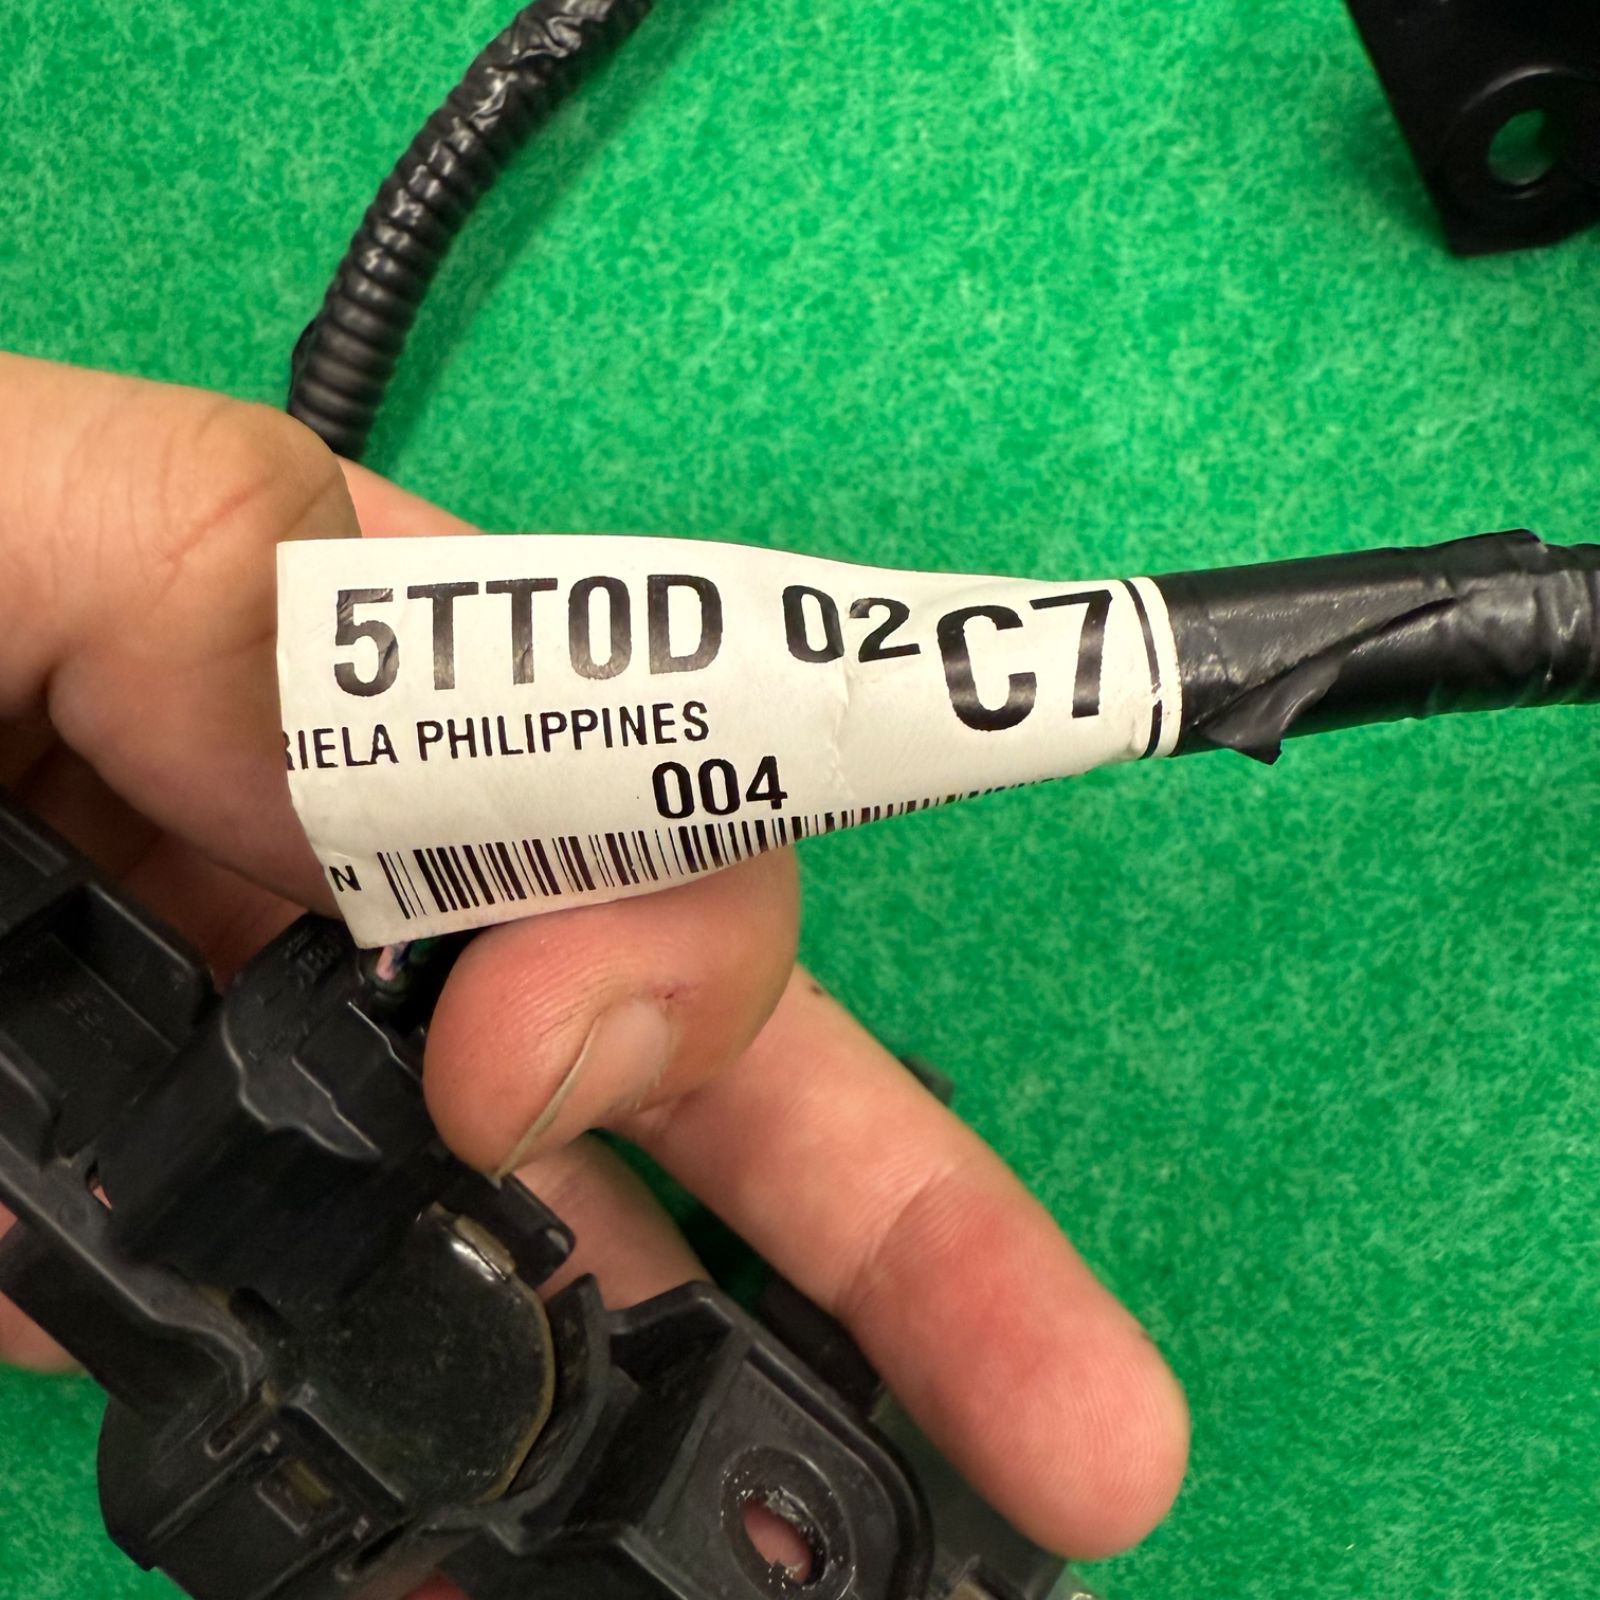 5TT0D 02 C7
RIELA PHILIPPINES
004
N